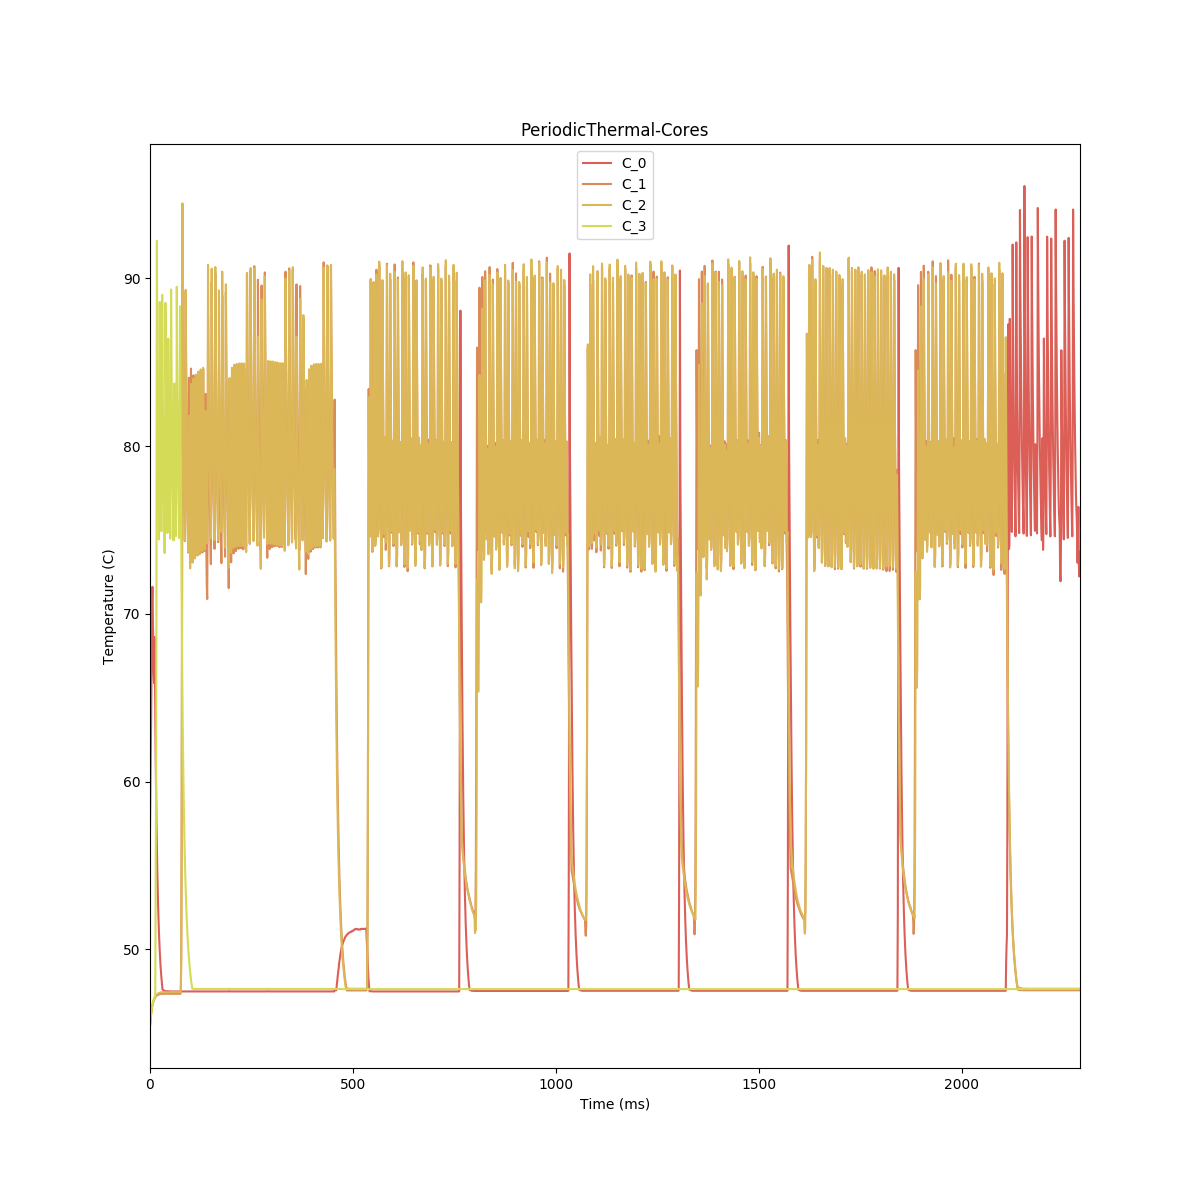 PeriodicThermal-Cores
C_0
C_1
C_2
C_3
90
80
70
60
50
Temperature (C)
0 500 1000 1500 2000
Time (ms)